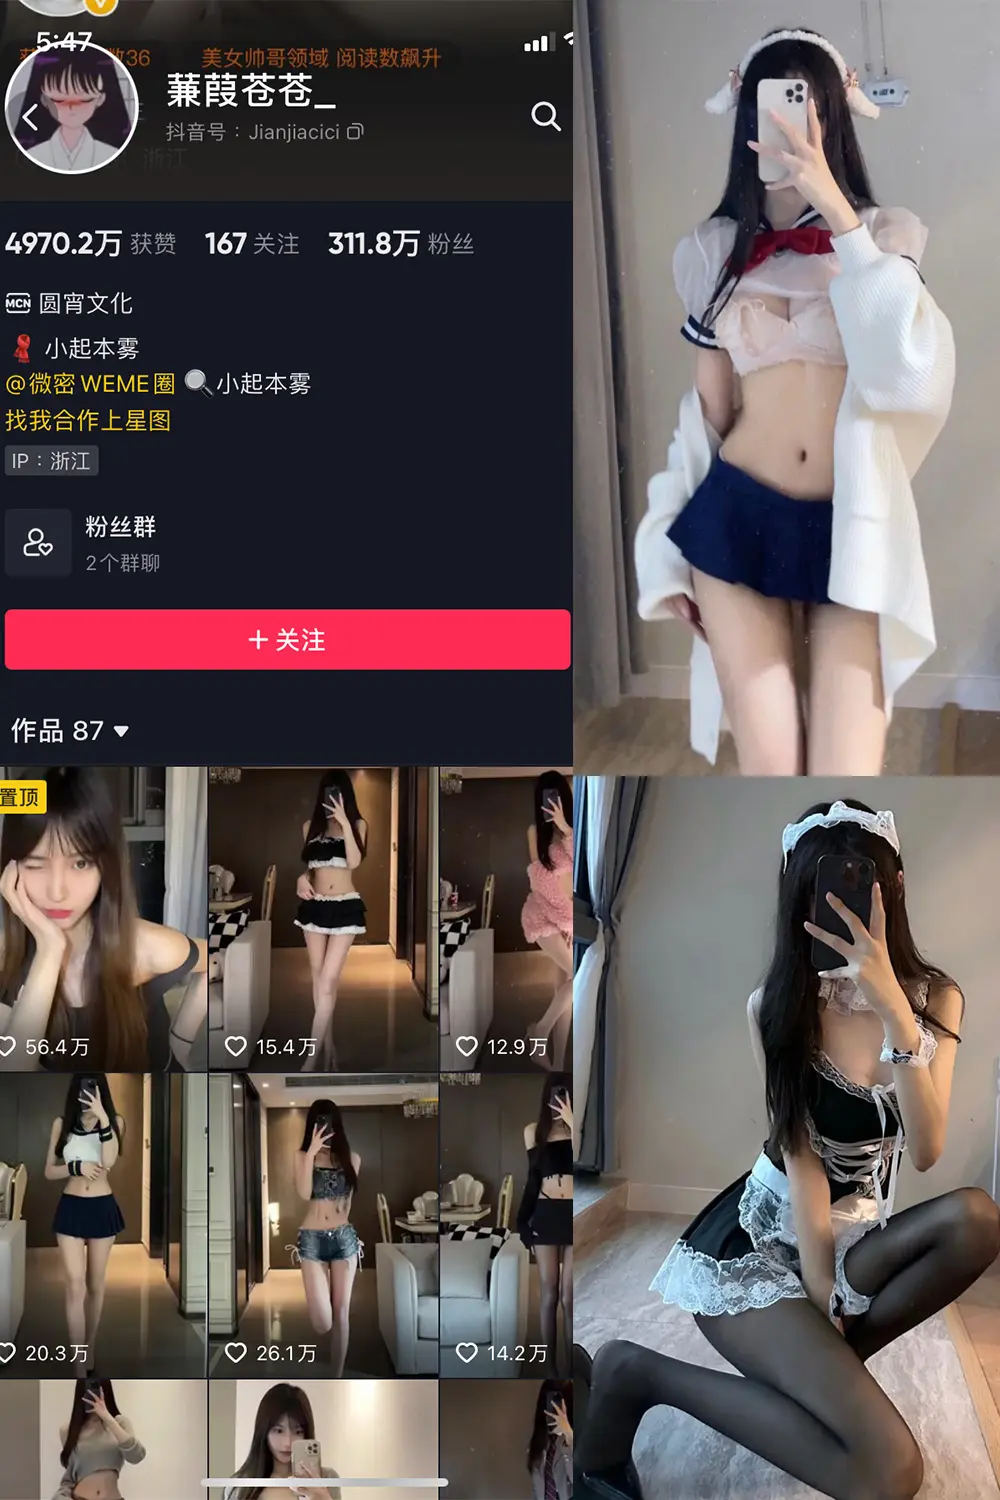 5:47
美女帅哥领域 阅读数飙升
蒹葭苍苍_
抖音号：Jianjiacici
浙江
4970.2万 获赞 167 关注 311.8万 粉丝
MCN 圆宵文化
小起本雾
@微密WEME圈 小起本雾
找我合作上星图
IP：浙江
粉丝群
2个群聊
+ 关注
作品 87
置顶
56.4万 15.4万 12.9万
20.3万 26.1万 14.2万